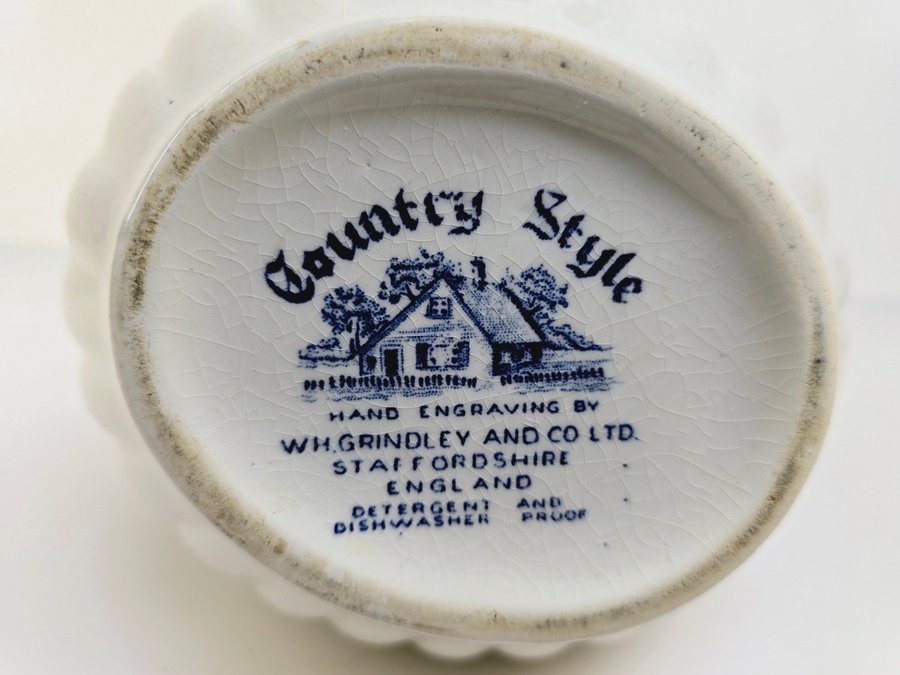 Country Style
HAND ENGRAVING BY
W.H.GRINDLEY AND CO LTD.
STAFFORDSHIRE
ENGLAND
DETERGENT AND
DISHWASHER PROOF